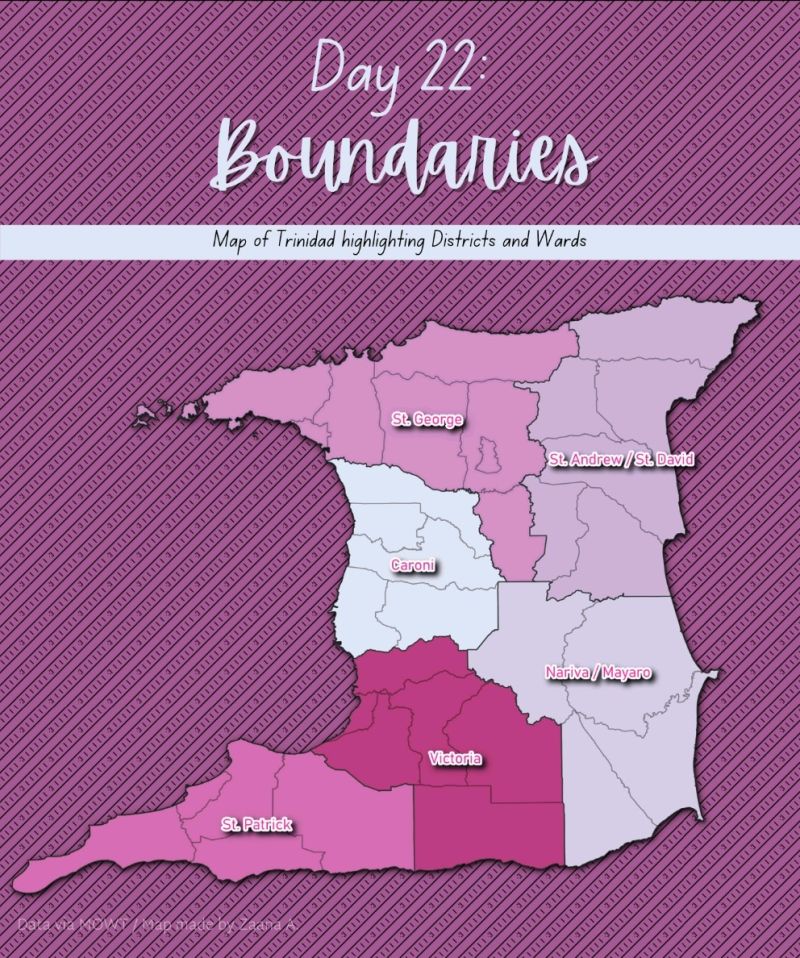 Day 22:
Boundaries
Map of Trinidad highlighting Districts and Wards
St. George
St. Andrew / St. David
Caroni
Nariva / Mayaro
Victoria
St. Patrick
Data via MOWT / Map made by Zaana A.